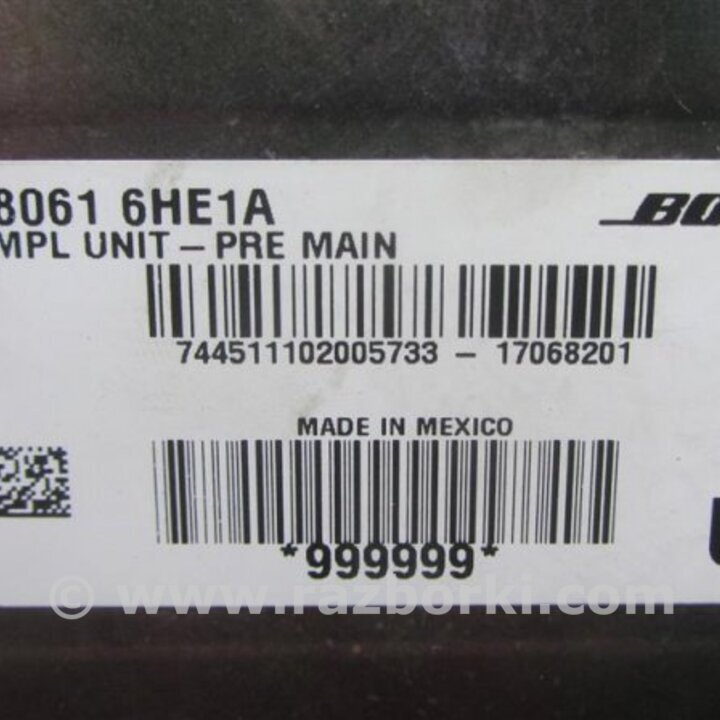 8061 6HE1A
MPL UNIT – PRE MAIN
744511102005733 – 17068201
MADE IN MEXICO
*999999*
© www.razborki.com